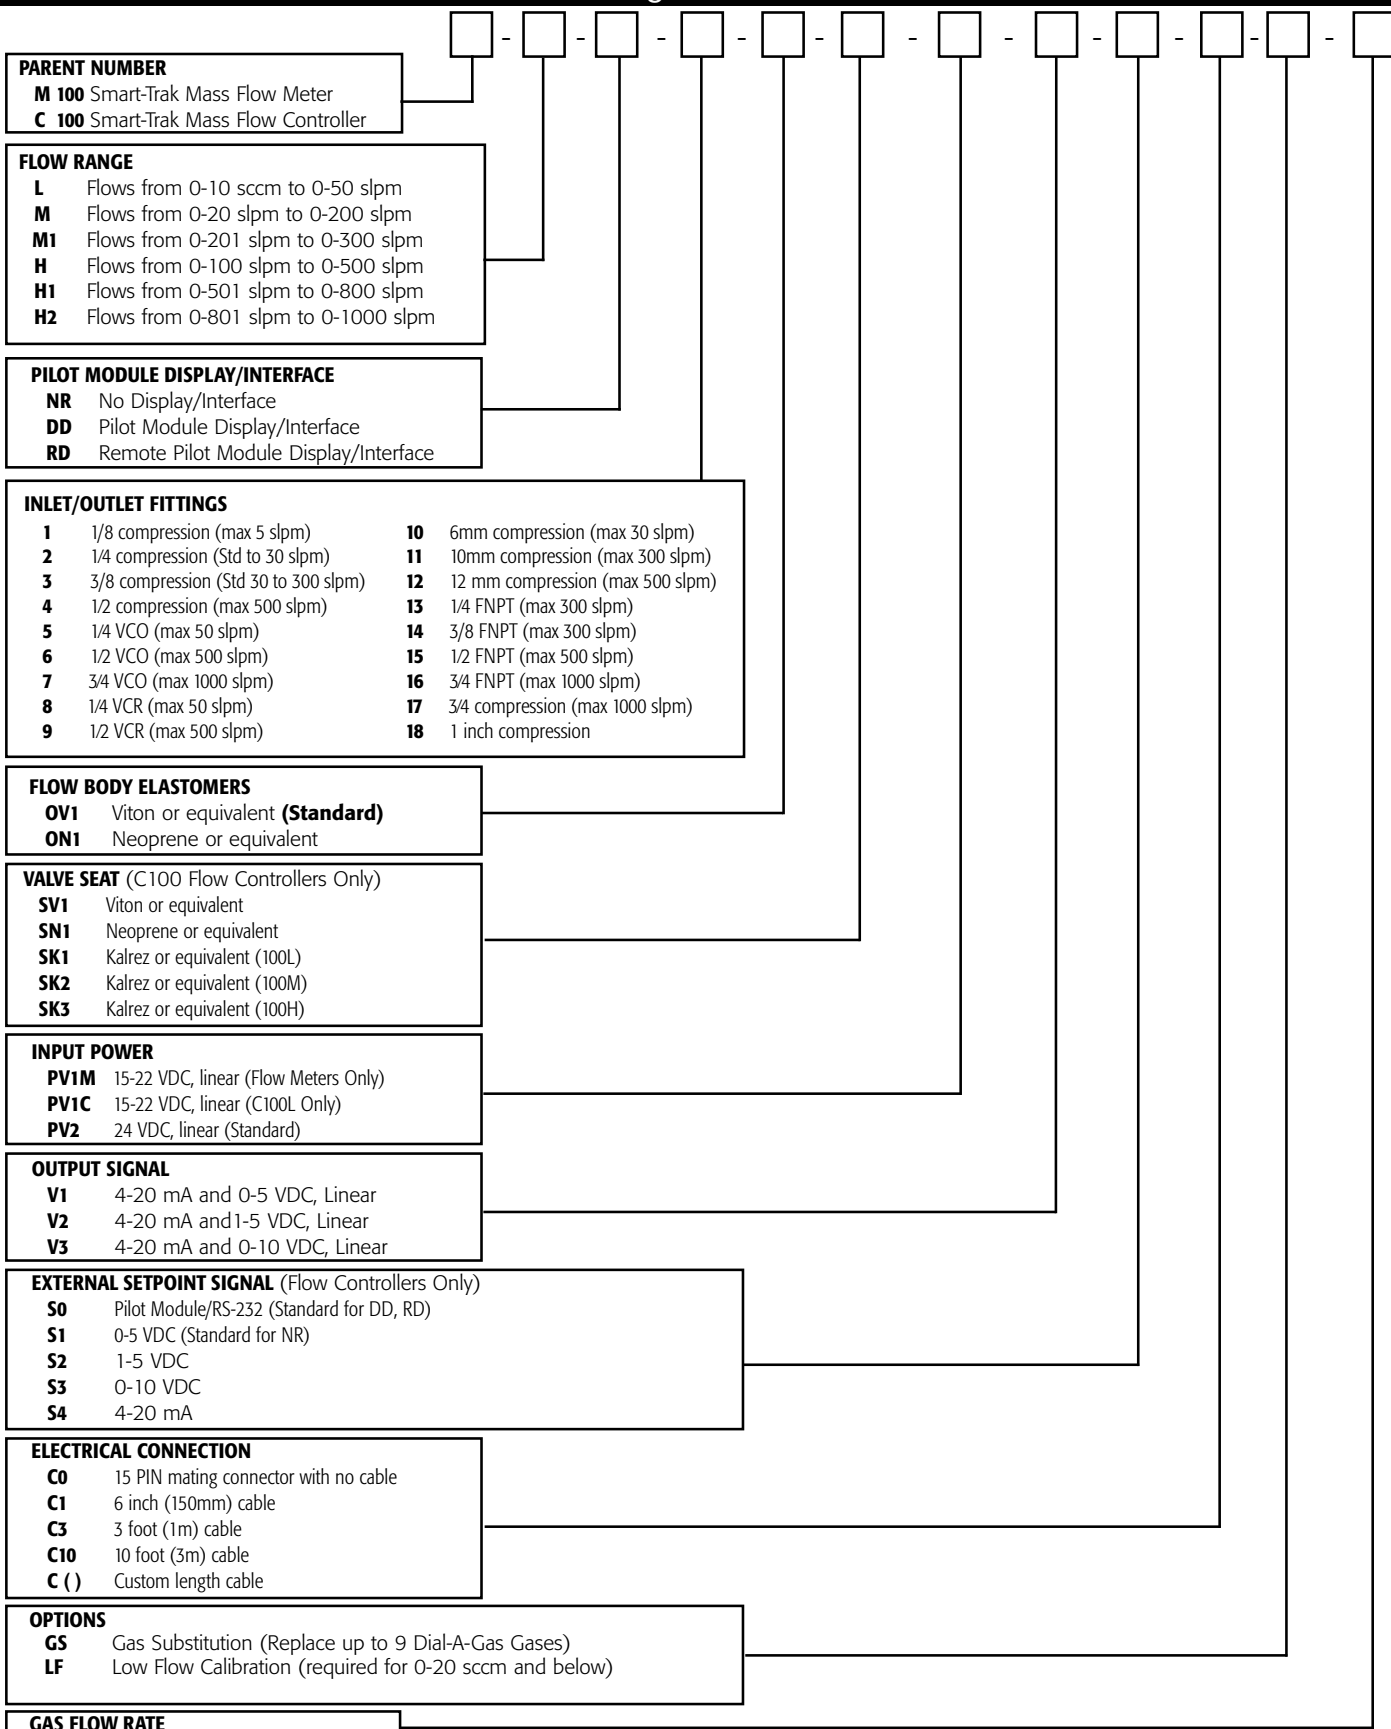 - - - - - - - - - - -
PARENT NUMBER
M 100 Smart-Trak Mass Flow Meter
C 100 Smart-Trak Mass Flow Controller
FLOW RANGE
L Flows from 0-10 sccm to 0-50 slpm
M Flows from 0-20 slpm to 0-200 slpm
M1 Flows from 0-201 slpm to 0-300 slpm
H Flows from 0-100 slpm to 0-500 slpm
H1 Flows from 0-501 slpm to 0-800 slpm
H2 Flows from 0-801 slpm to 0-1000 slpm
PILOT MODULE DISPLAY/INTERFACE
NR No Display/Interface
DD Pilot Module Display/Interface
RD Remote Pilot Module Display/Interface
INLET/OUTLET FITTINGS
1 1/8 compression (max 5 slpm)
2 1/4 compression (Std to 30 slpm)
3 3/8 compression (Std 30 to 300 slpm)
4 1/2 compression (max 500 slpm)
5 1/4 VCO (max 50 slpm)
6 1/2 VCO (max 500 slpm)
7 3/4 VCO (max 1000 slpm)
8 1/4 VCR (max 50 slpm)
9 1/2 VCR (max 500 slpm)
10 6mm compression (max 30 slpm)
11 10mm compression (max 300 slpm)
12 12 mm compression (max 500 slpm)
13 1/4 FNPT (max 300 slpm)
14 3/8 FNPT (max 300 slpm)
15 1/2 FNPT (max 500 slpm)
16 3/4 FNPT (max 1000 slpm)
17 3/4 compression (max 1000 slpm)
18 1 inch compression
FLOW BODY ELASTOMERS
OV1 Viton or equivalent (Standard)
ON1 Neoprene or equivalent
VALVE SEAT (C100 Flow Controllers Only)
SV1 Viton or equivalent
SN1 Neoprene or equivalent
SK1 Kalrez or equivalent (100L)
SK2 Kalrez or equivalent (100M)
SK3 Kalrez or equivalent (100H)
INPUT POWER
PV1M 15-22 VDC, linear (Flow Meters Only)
PV1C 15-22 VDC, linear (C100L Only)
PV2 24 VDC, linear (Standard)
OUTPUT SIGNAL
V1 4-20 mA and 0-5 VDC, Linear
V2 4-20 mA and1-5 VDC, Linear
V3 4-20 mA and 0-10 VDC, Linear
EXTERNAL SETPOINT SIGNAL (Flow Controllers Only)
S0 Pilot Module/RS-232 (Standard for DD, RD)
S1 0-5 VDC (Standard for NR)
S2 1-5 VDC
S3 0-10 VDC
S4 4-20 mA
ELECTRICAL CONNECTION
C0 15 PIN mating connector with no cable
C1 6 inch (150mm) cable
C3 3 foot (1m) cable
C10 10 foot (3m) cable
C ( ) Custom length cable
OPTIONS
GS Gas Substitution (Replace up to 9 Dial-A-Gas Gases)
LF Low Flow Calibration (required for 0-20 sccm and below)
GAS FLOW RATE